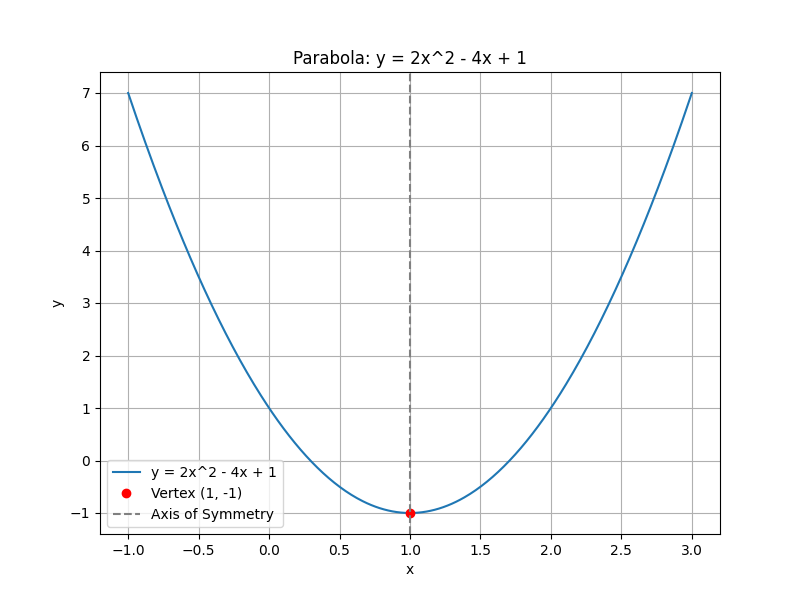 Parabola: y = 2x^2 - 4x + 1
7
6
5
4
3
2
1
0
−1
y
y = 2x^2 - 4x + 1
Vertex (1, -1)
Axis of Symmetry
−1.0 −0.5 0.0 0.5 1.0 1.5 2.0 2.5 3.0
x